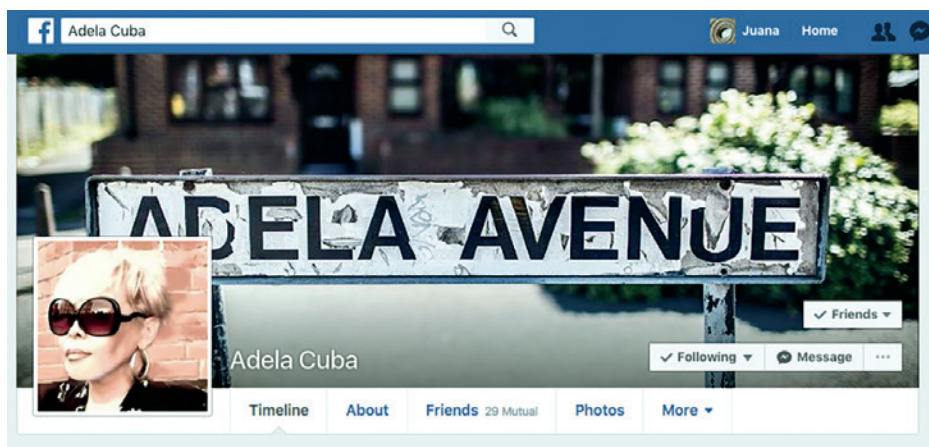 f Adela Cuba Juana Home
ADELA AVENUE
Friends
Adela Cuba Following Message ...
Timeline About Friends 29 Mutual Photos More